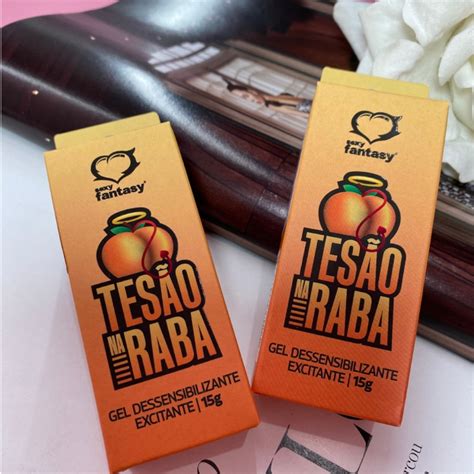 sexy
fantasy
TESÃO
NA RABA
GEL DESSENSIBILIZANTE
EXCITANTE | 15g
sexy
fantasy
TESÃO
NA RABA
GEL DESSENSIBILIZANTE
EXCITANTE | 15g